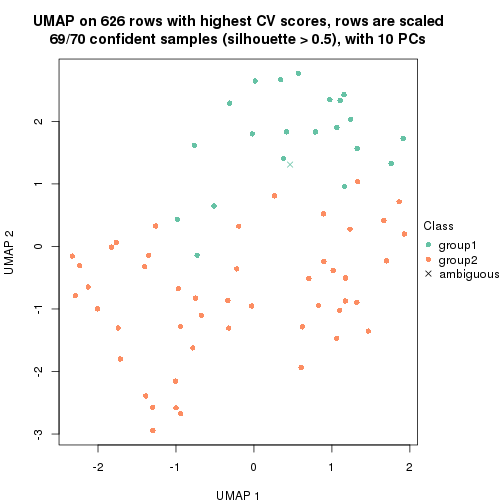 UMAP on 626 rows with highest CV scores, rows are scaled
69/70 confident samples (silhouette > 0.5), with 10 PCs
UMAP 2
2
1
0
-1
-2
-3
-2
-1
0
1
2
UMAP 1
Class
group1
group2
ambiguous